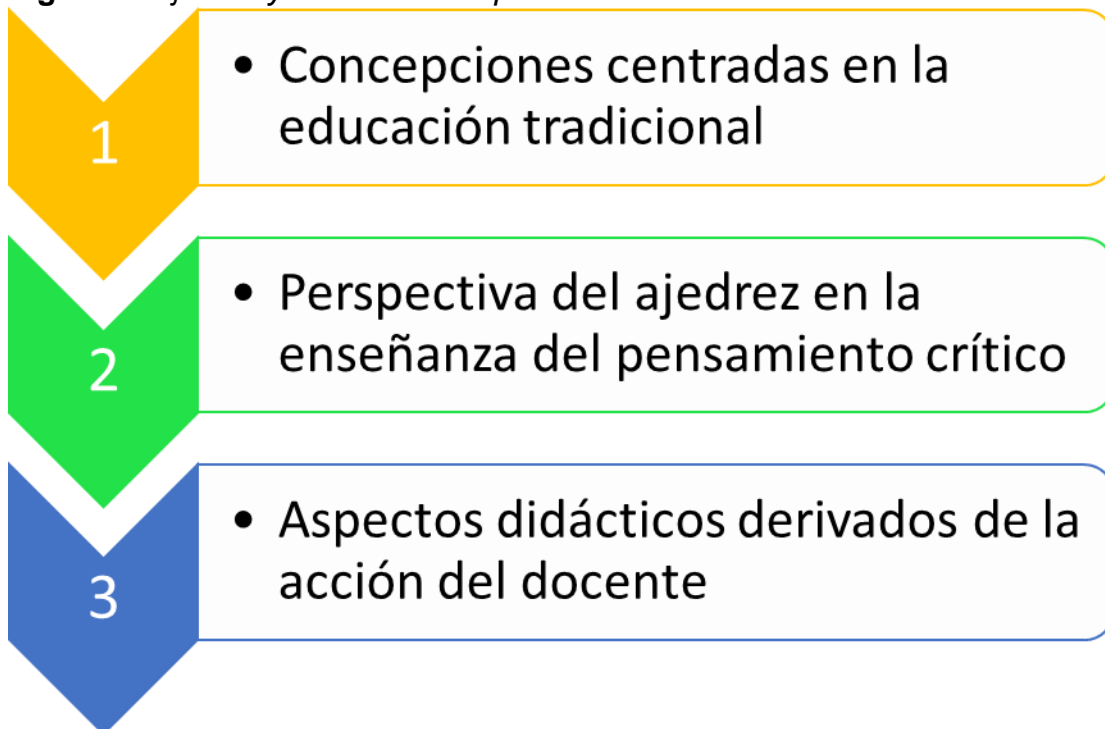 1
• Concepciones centradas en la
educación tradicional
2
• Perspectiva del ajedrez en la
enseñanza del pensamiento crítico
3
• Aspectos didácticos derivados de la
acción del docente